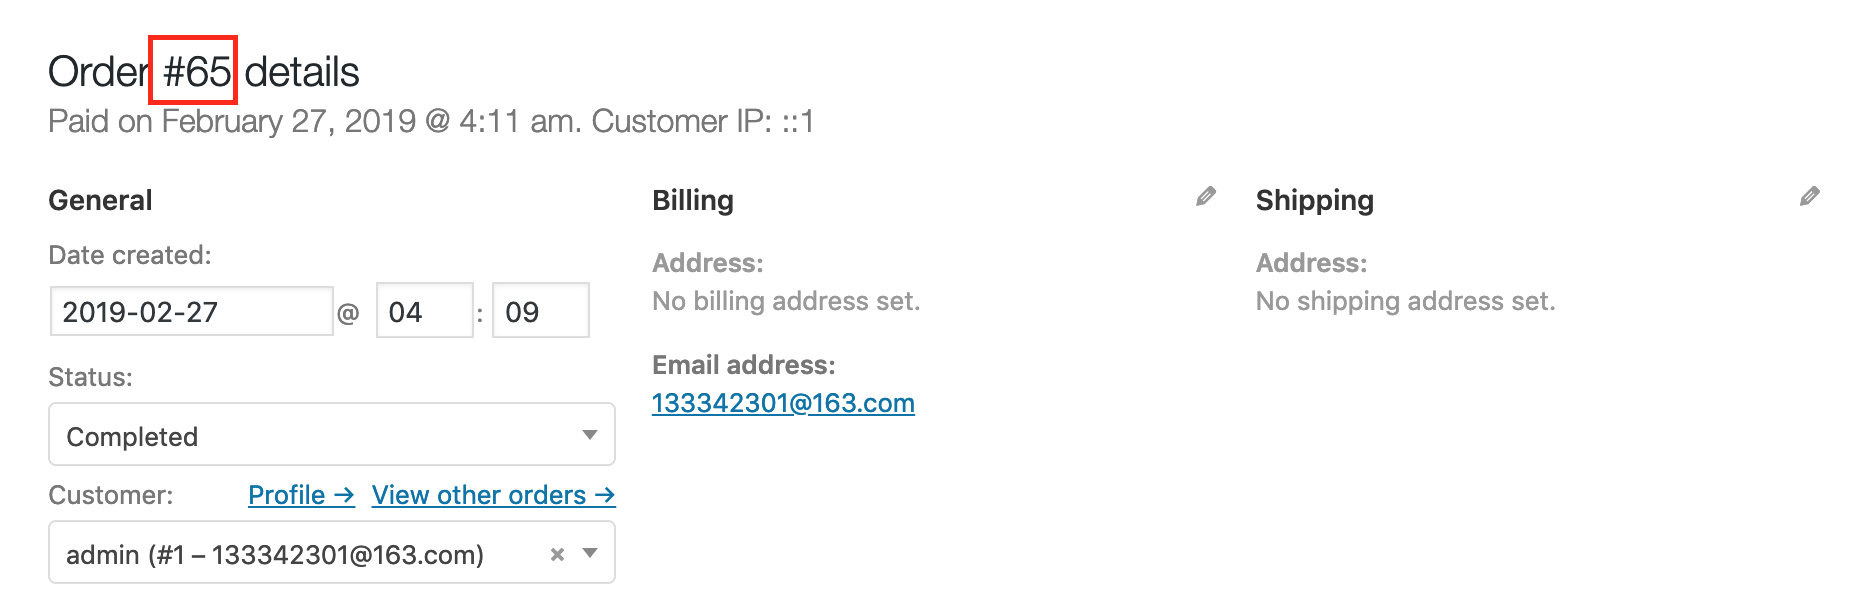 Order #65 details
Paid on February 27, 2019 @ 4:11 am. Customer IP: ::1
General
Date created:
2019-02-27 @ 04 : 09
Status:
Completed
Customer: Profile → View other orders →
admin (#1 – 133342301@163.com) ×
Billing
Address:
No billing address set.
Email address:
133342301@163.com
Shipping
Address:
No shipping address set.